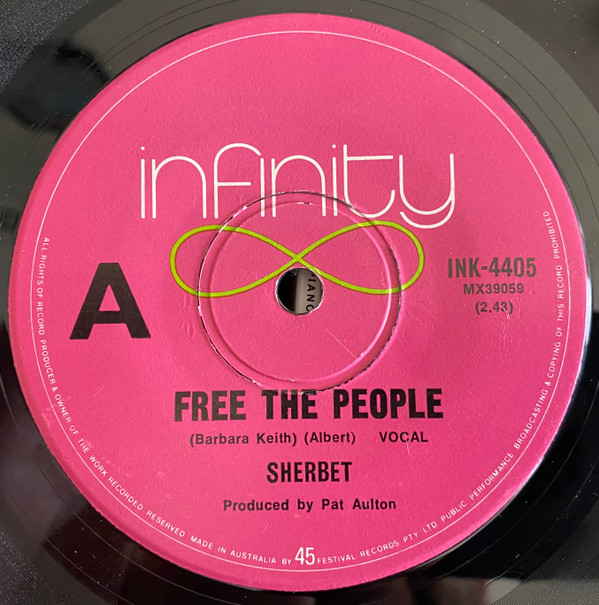 infinity
A
INK-4405
MX39059
(2.43)
IANO
FREE THE PEOPLE
(Barbara Keith) (Albert) VOCAL
SHERBET
Produced by Pat Aulton
ALL RIGHTS OF RECORD PRODUCER & OWNER OF THE WORK RECORDED RESERVED MADE IN AUSTRALIA BY 45 FESTIVAL RECORDS PTY. LTD. PUBLIC PERFORMANCE BROADCASTING & COPYING OF THIS RECORD PROHIBITED